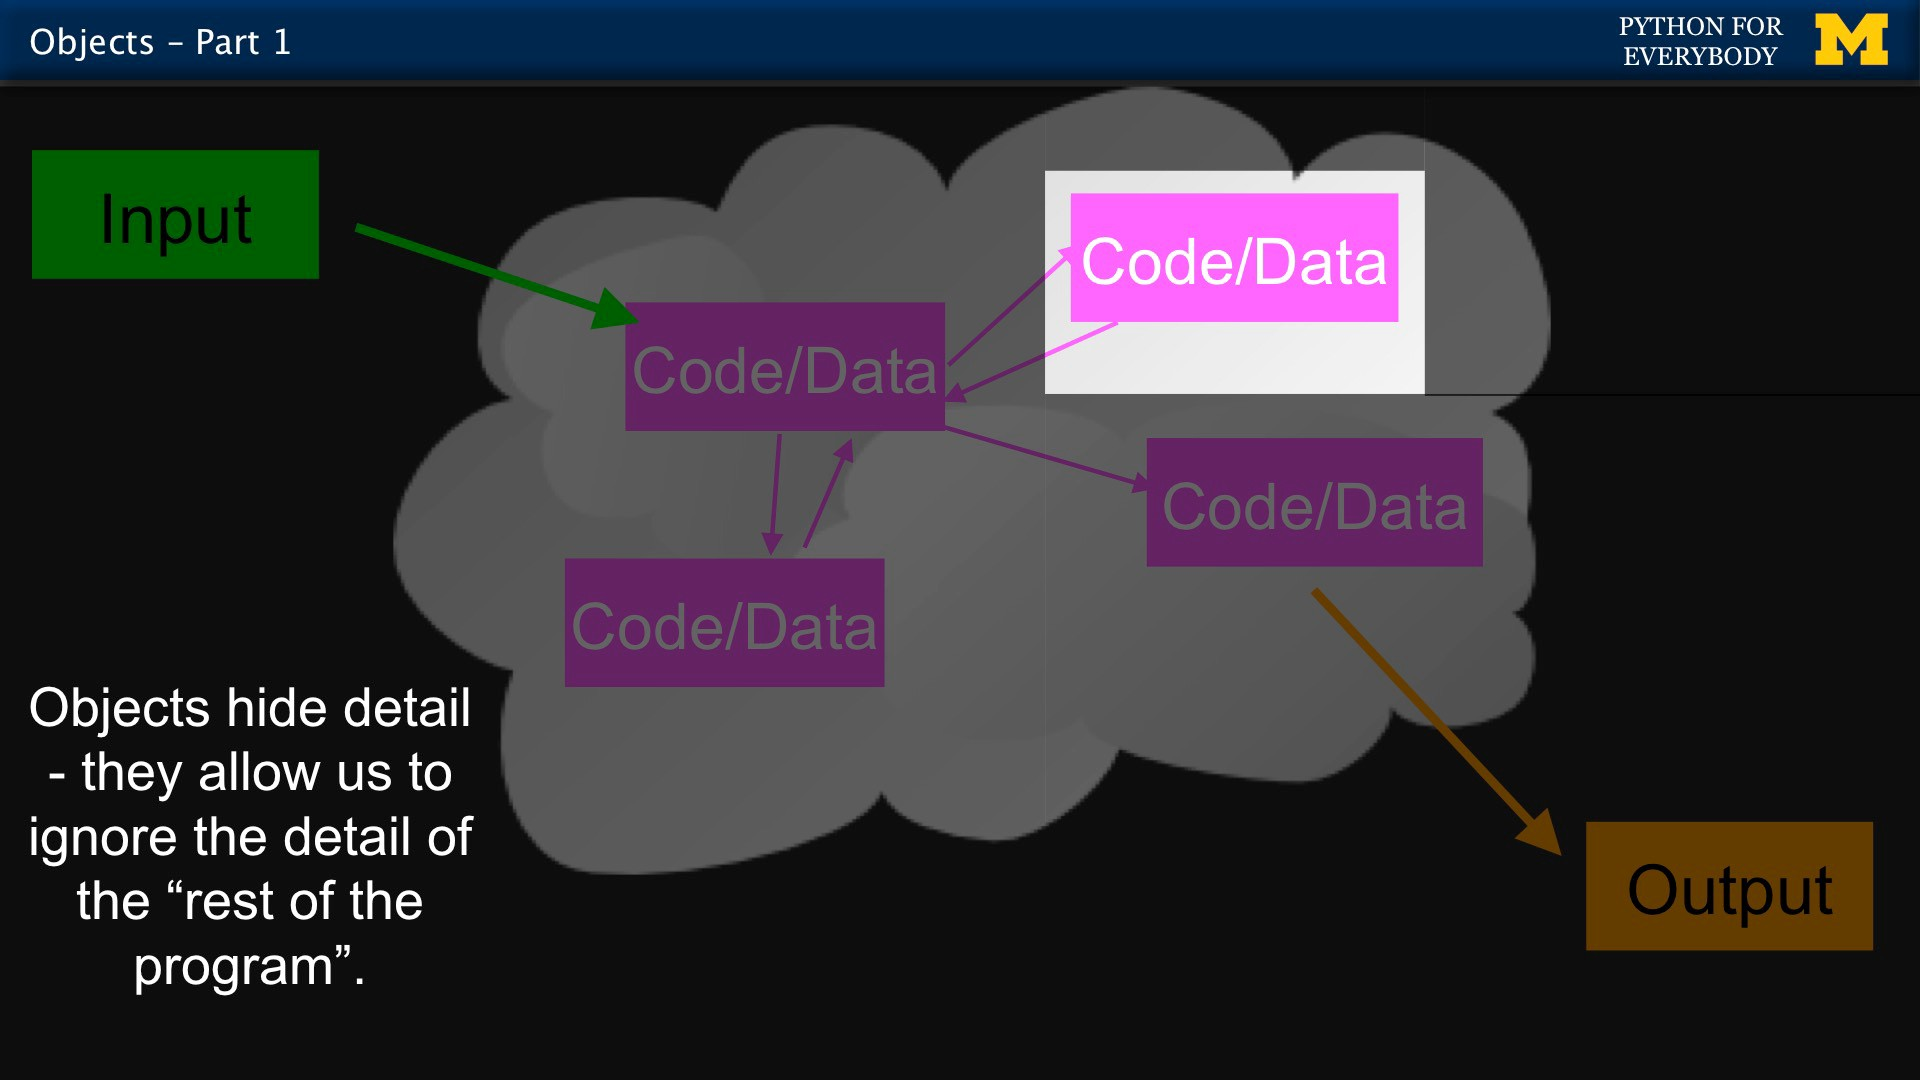 Objects – Part 1
PYTHON FOR
EVERYBODY
Input
Code/Data
Code/Data
Code/Data
Code/Data
Objects hide detail
- they allow us to
ignore the detail of
the “rest of the
program”.
Output